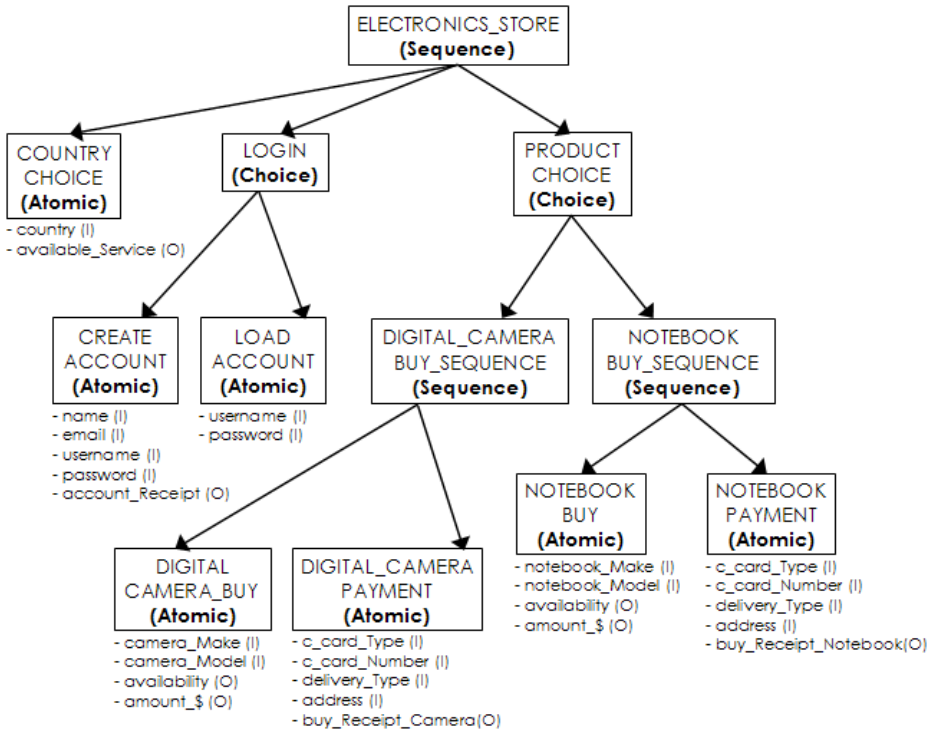 ELECTRONICS_STORE
(Sequence)
COUNTRY
CHOICE
(Atomic)
- country (I)
- available_Service (O)
LOGIN
(Choice)
PRODUCT
CHOICE
(Choice)
CREATE
ACCOUNT
(Atomic)
- name (I)
- email (I)
- username (I)
- password (I)
- account_Receipt (O)
LOAD
ACCOUNT
(Atomic)
- username (I)
- password (I)
DIGITAL_CAMERA
BUY_SEQUENCE
(Sequence)
NOTEBOOK
BUY_SEQUENCE
(Sequence)
DIGITAL
CAMERA_BUY
(Atomic)
- camera_Make (I)
- camera_Model (I)
- availability (O)
- amount_$ (O)
DIGITAL_CAMERA
PAYMENT
(Atomic)
- c_card_Type (I)
- c_card_Number (I)
- delivery_Type (I)
- address (I)
- buy_Receipt_Camera(O)
NOTEBOOK
BUY
(Atomic)
- notebook_Make (I)
- notebook_Model (I)
- availability (O)
- amount_$ (O)
NOTEBOOK
PAYMENT
(Atomic)
- c_card_Type (I)
- c_card_Number (I)
- delivery_Type (I)
- address (I)
- buy_Receipt_Notebook(O)